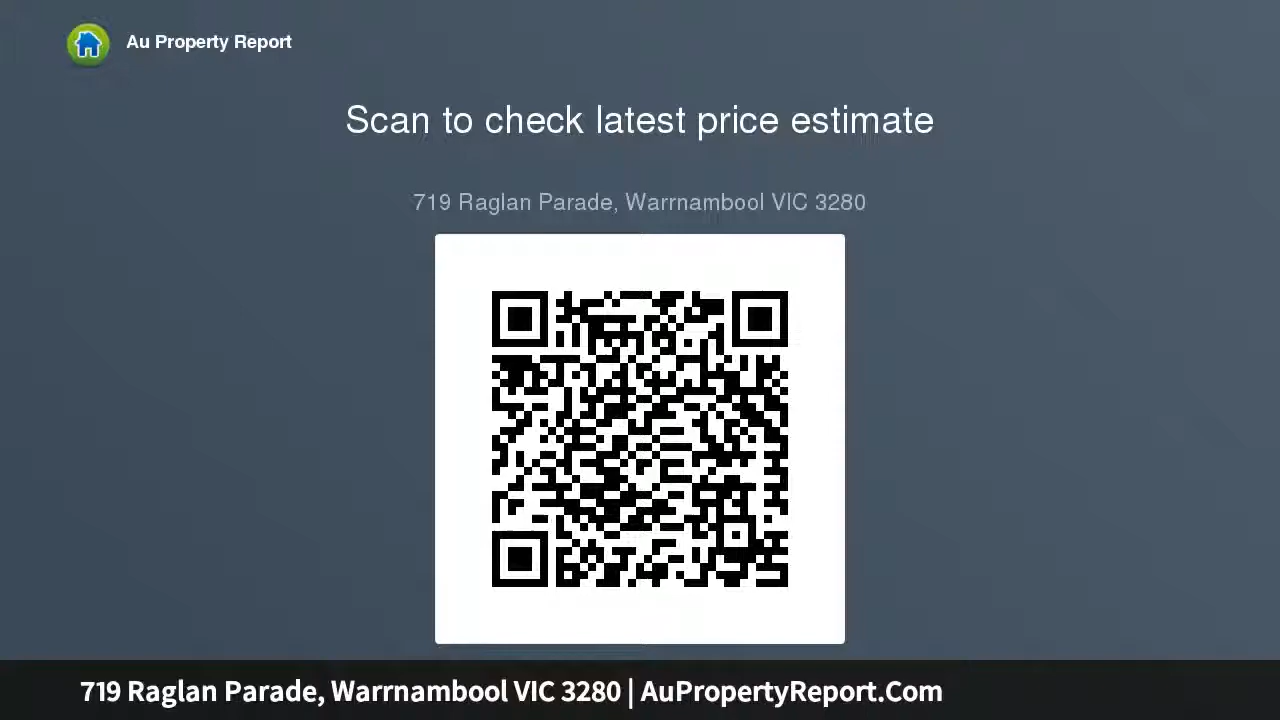 Au Property Report
Scan to check latest price estimate
719 Raglan Parade, Warrnambool VIC 3280
719 Raglan Parade, Warrnambool VIC 3280 | AuPropertyReport.Com